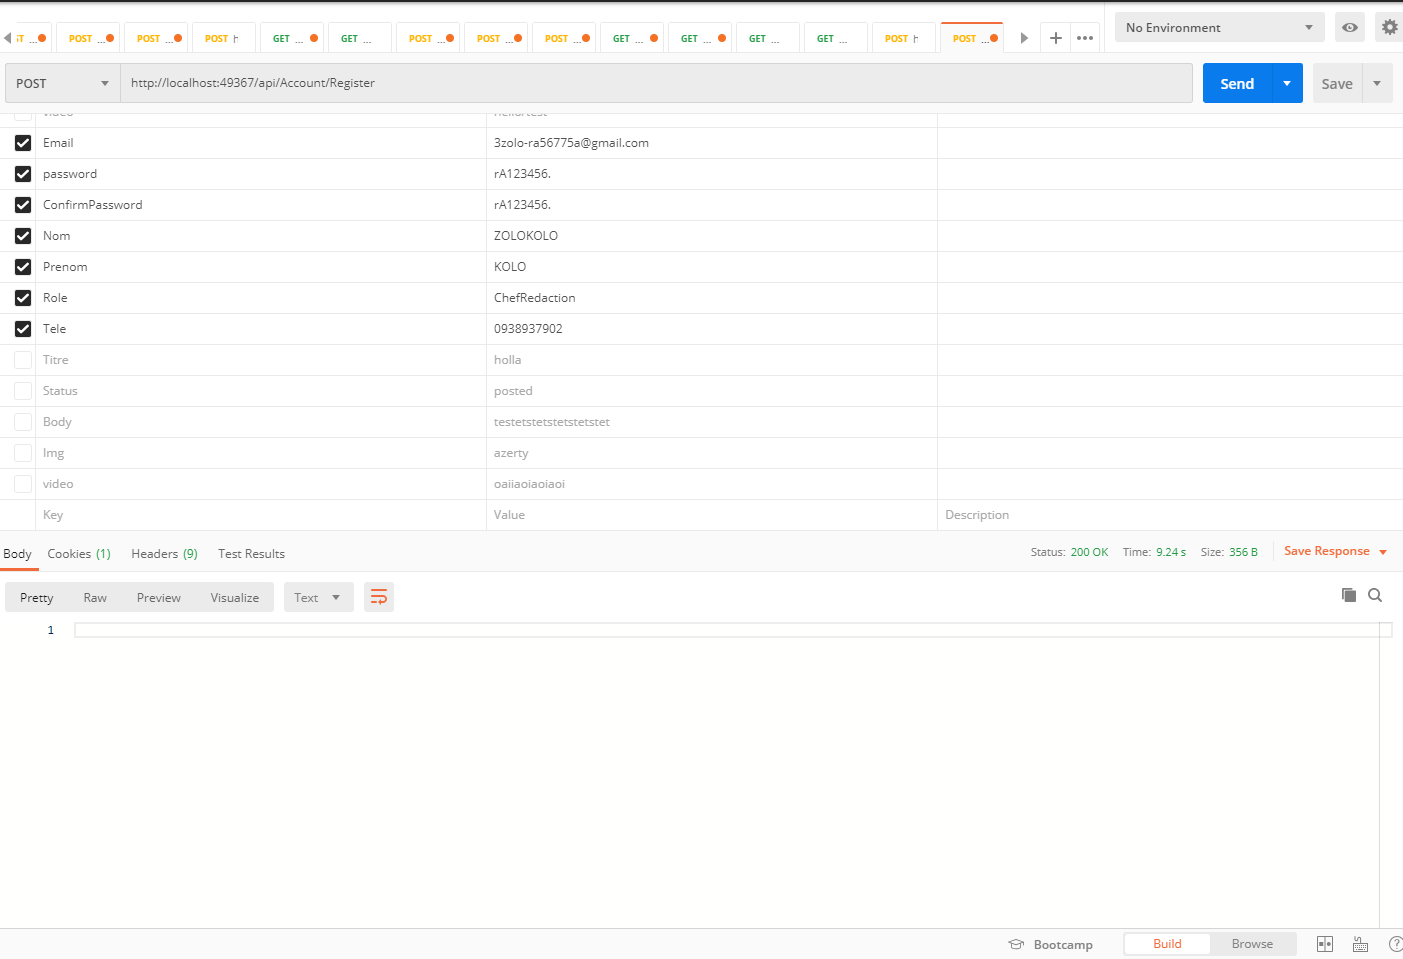 ST ... POST ... POST ... POST h GET ... GET ... POST ... POST ... POST ... GET ... GET ... GET ... GET ... POST h POST ... No Environment
POST http://localhost:49367/api/Account/Register Send Save
Email 3zolo-ra56775a@gmail.com
password rA123456.
ConfirmPassword rA123456.
Nom ZOLOKOLO
Prenom KOLO
Role ChefRedaction
Tele 0938937902
Titre holla
Status posted
Body testetstetstetstetstet
Img azerty
video oaiiaoiaoiaoi
Key Value Description
Body Cookies (1) Headers (9) Test Results Status: 200 OK Time: 9.24 s Size: 356 B Save Response
Pretty Raw Preview Visualize Text
1
Bootcamp Build Browse